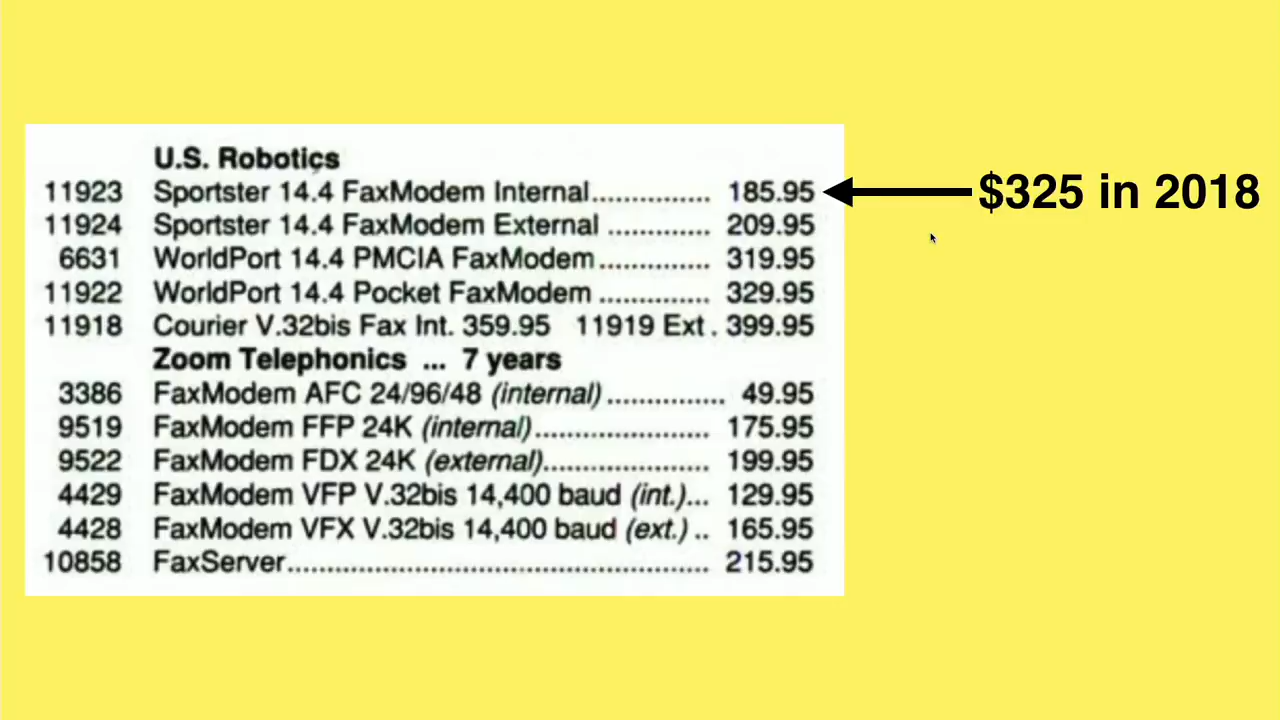 U.S. Robotics
11923 Sportster 14.4 FaxModem Internal............... 185.95
$325 in 2018
11924 Sportster 14.4 FaxModem External ............. 209.95
6631 WorldPort 14.4 PMCIA FaxModem.............. 319.95
11922 WorldPort 14.4 Pocket FaxModem .............. 329.95
11918 Courier V.32bis Fax Int. 359.95 11919 Ext . 399.95
Zoom Telephonics ... 7 years
3386 FaxModem AFC 24/96/48 (internal) ............... 49.95
9519 FaxModem FFP 24K (internal)...................... 175.95
9522 FaxModem FDX 24K (external)..................... 199.95
4429 FaxModem VFP V.32bis 14,400 baud (int.)... 129.95
4428 FaxModem VFX V.32bis 14,400 baud (ext.) .. 165.95
10858 FaxServer..................................................... 215.95